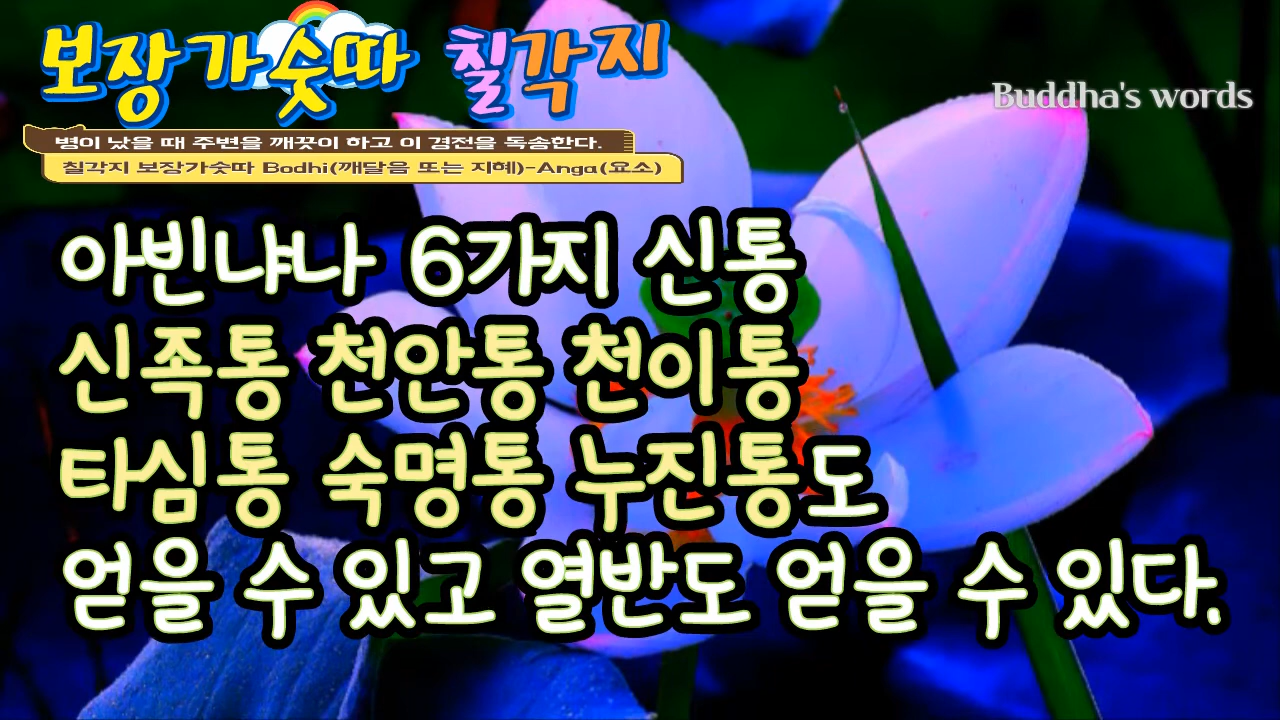 보장가숫따 칠각지
Buddha's words
병이 났을 때 주변을 깨끗이 하고 이 경전을 독송한다.
칠각지 보장가숫따 Bodhi(깨달음 또는 지혜)-Anga(요소)
아빈냐나 6가지 신통
신족통 천안통 천이통
타심통 숙명통 누진통도
얻을 수 있고 열반도 얻을 수 있다.